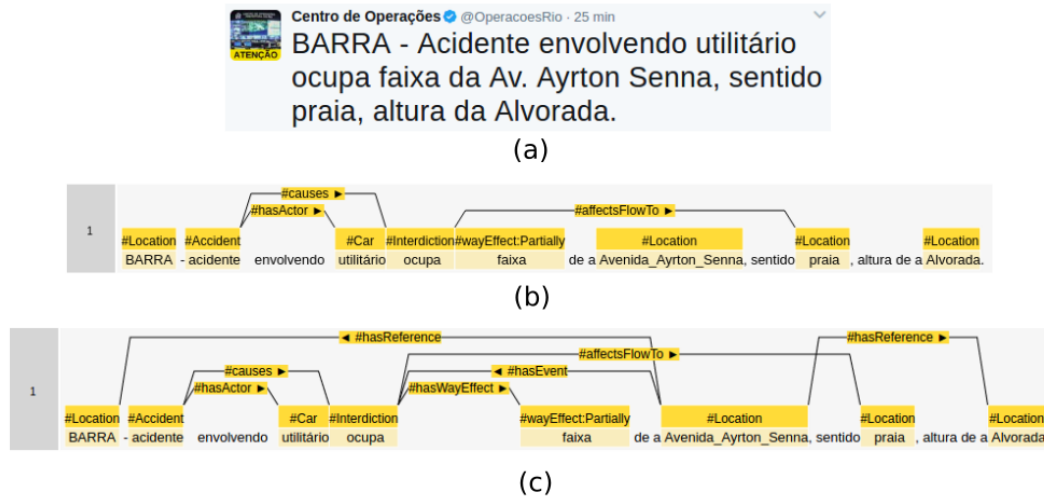 Centro de Operações @OperacoesRio · 25 min
ATENÇÃO
BARRA - Acidente envolvendo utilitário
ocupa faixa da Av. Ayrton Senna, sentido
praia, altura da Alvorada.
(a)
#causes ►
#hasActor ► #affectsFlowTo ►
1
#Location #Accident #Car #Interdiction #wayEffect:Partially #Location #Location #Location
BARRA - acidente envolvendo utilitário ocupa faixa de a Avenida_Ayrton_Senna, sentido praia , altura de a Alvorada.
(b)
◄ #hasReference #hasReference ►
#affectsFlowTo ►
#causes ► ◄ #hasEvent
#hasActor ► #hasWayEffect ►
1
#Location #Accident #Car #Interdiction #wayEffect:Partially #Location #Location #Location
BARRA - acidente envolvendo utilitário ocupa faixa de a Avenida_Ayrton_Senna, sentido praia , altura de a Alvorada
(c)